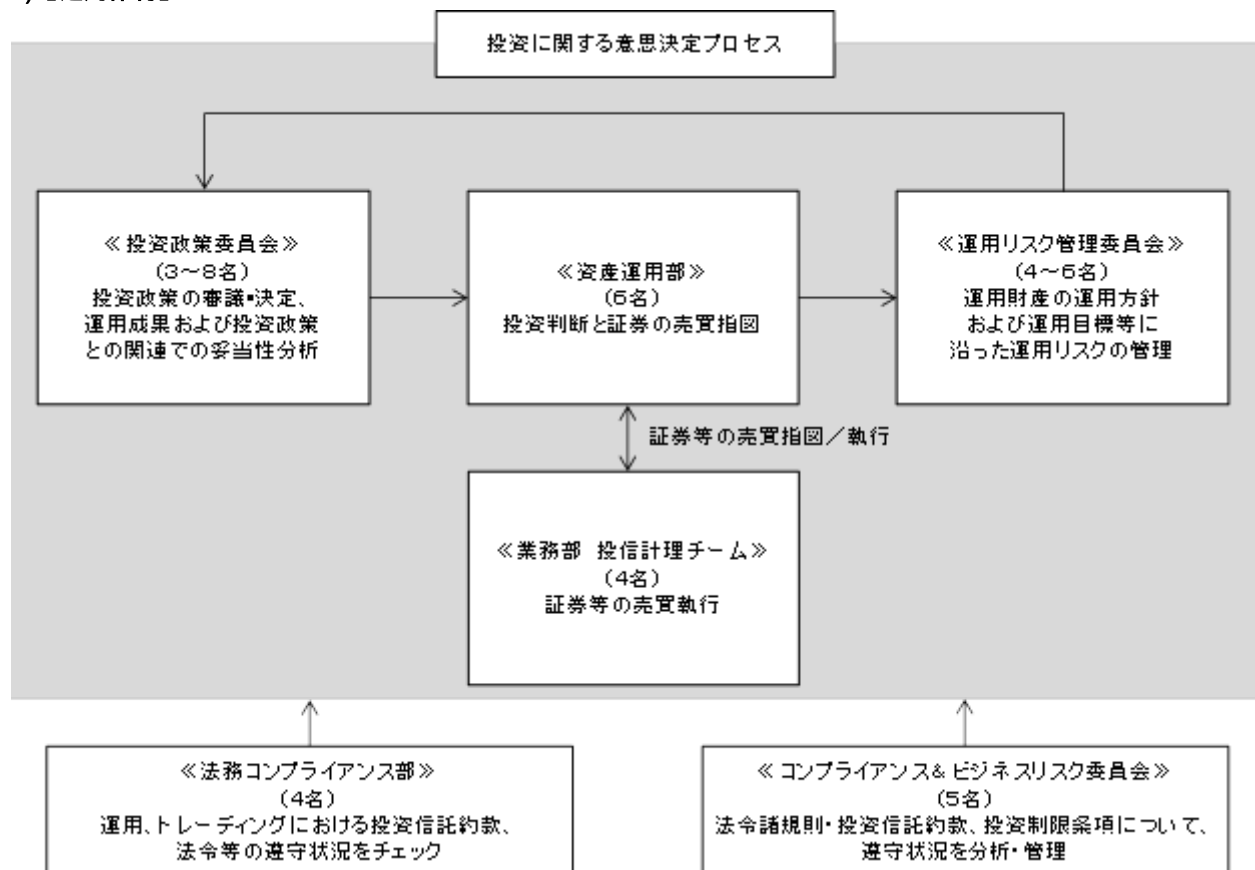 投資に関する意思決定プロセス
≪投資政策委員会≫
(3~8名)
投資政策の審議・決定、
運用成果および投資政策
との関連での妥当性分析
≪資産運用部≫
(6名)
投資判断と証券の売買指図
≪運用リスク管理委員会≫
(4~6名)
運用財産の運用方針
および運用目標等に
沿った運用リスクの管理
証券等の売買指図/執行
≪業務部 投信計理チーム≫
(4名)
証券等の売買執行
≪法務コンプライアンス部≫
(4名)
運用、トレーディングにおける投資信託約款、
法令等の遵守状況をチェック
≪コンプライアンス&ビジネスリスク委員会≫
(5名)
法令諸規則・投資信託約款、投資制限条項について、
遵守状況を分析・管理